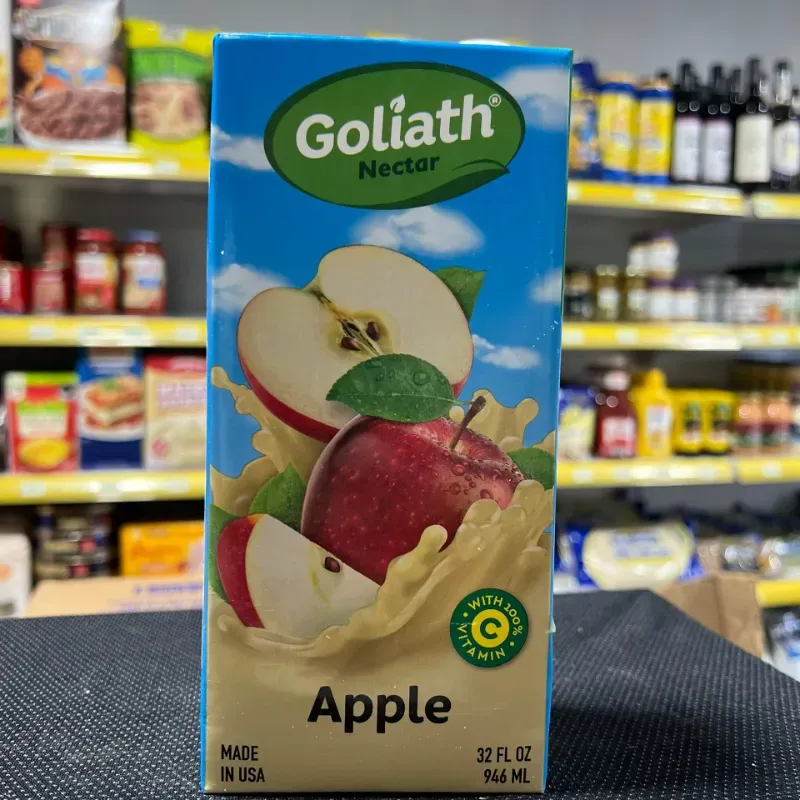 Goliath®
Nectar
WITH 100%
C
VITAMIN
Apple
MADE
IN USA
32 FL OZ
946 ML